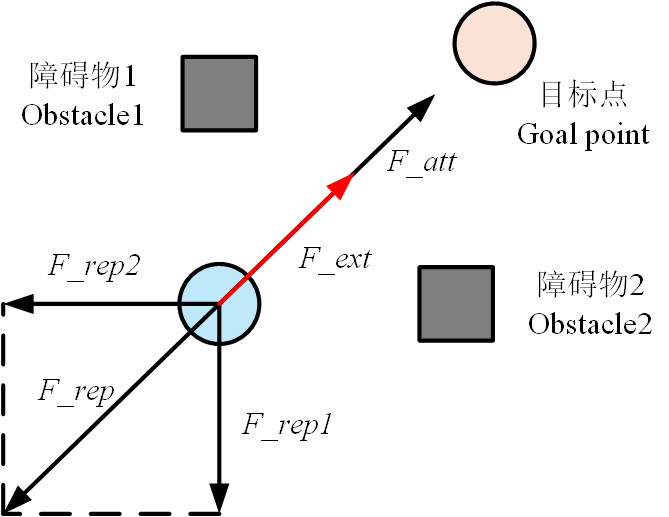 障碍物1
Obstacle1
目标点
Goal point
F_att
F_ext
F_rep2
障碍物2
Obstacle2
F_rep
F_rep1